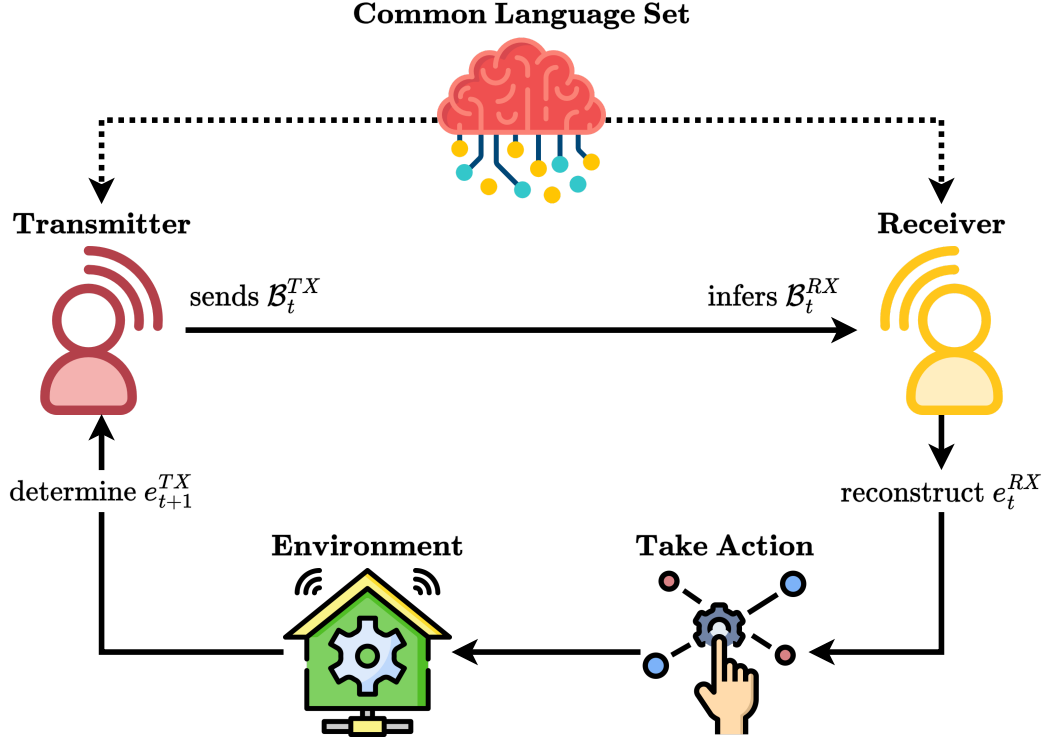 Common Language Set
Transmitter
Receiver
sends $\mathcal{B}_t^{TX}$
infers $\mathcal{B}_t^{RX}$
determine $e_{t+1}^{TX}$
reconstruct $e_t^{RX}$
Environment
Take Action